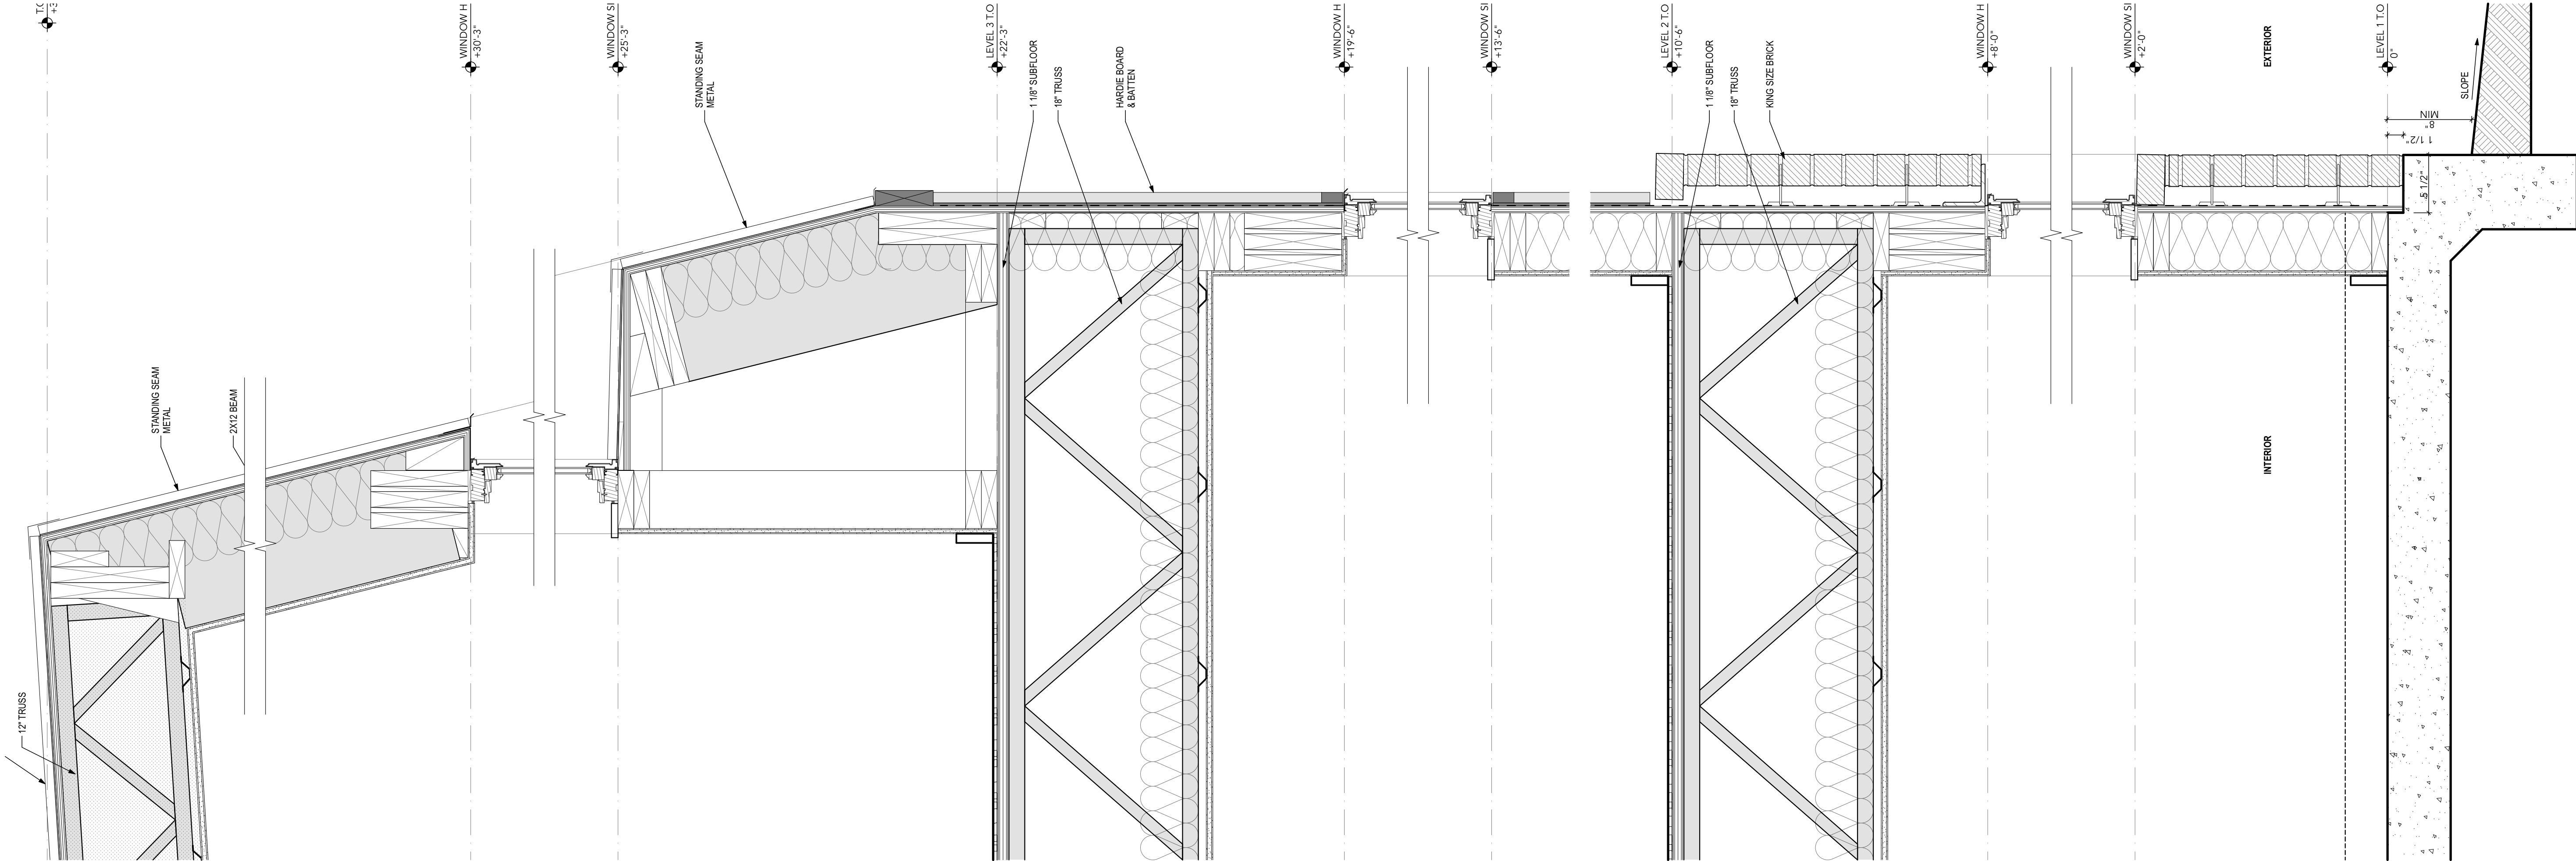 T.O
+3
WINDOW H
+30'-3"
WINDOW SI
+25'-3"
LEVEL 3 T.O
+22'-3"
WINDOW H
+19'-6"
WINDOW SI
+13'-6"
LEVEL 2 T.O
+10'-6"
WINDOW H
+8'-0"
WINDOW SI
+2'-0"
LEVEL 1 T.O
0"
12" TRUSS
STANDING SEAM
METAL
2X12 BEAM
STANDING SEAM
METAL
1 1/8" SUBFLOOR
18" TRUSS
HARDIE BOARD
& BATTEN
1 1/8" SUBFLOOR
18" TRUSS
KING SIZE BRICK
EXTERIOR
INTERIOR
SLOPE
8"
MIN
1 1/2"
5 1/2"